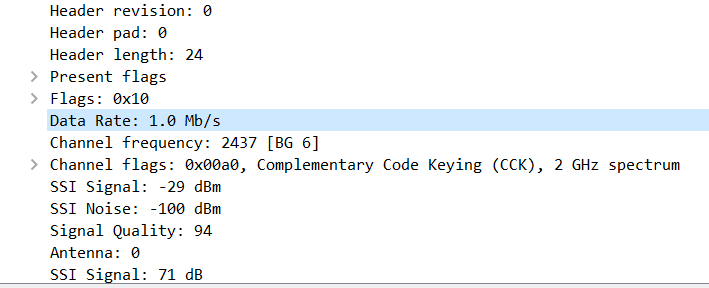 Header revision: 0
Header pad: 0
Header length: 24
Present flags
Flags: 0x10
Data Rate: 1.0 Mb/s
Channel frequency: 2437 [BG 6]
Channel flags: 0x00a0, Complementary Code Keying (CCK), 2 GHz spectrum
SSI Signal: -29 dBm
SSI Noise: -100 dBm
Signal Quality: 94
Antenna: 0
SSI Signal: 71 dB